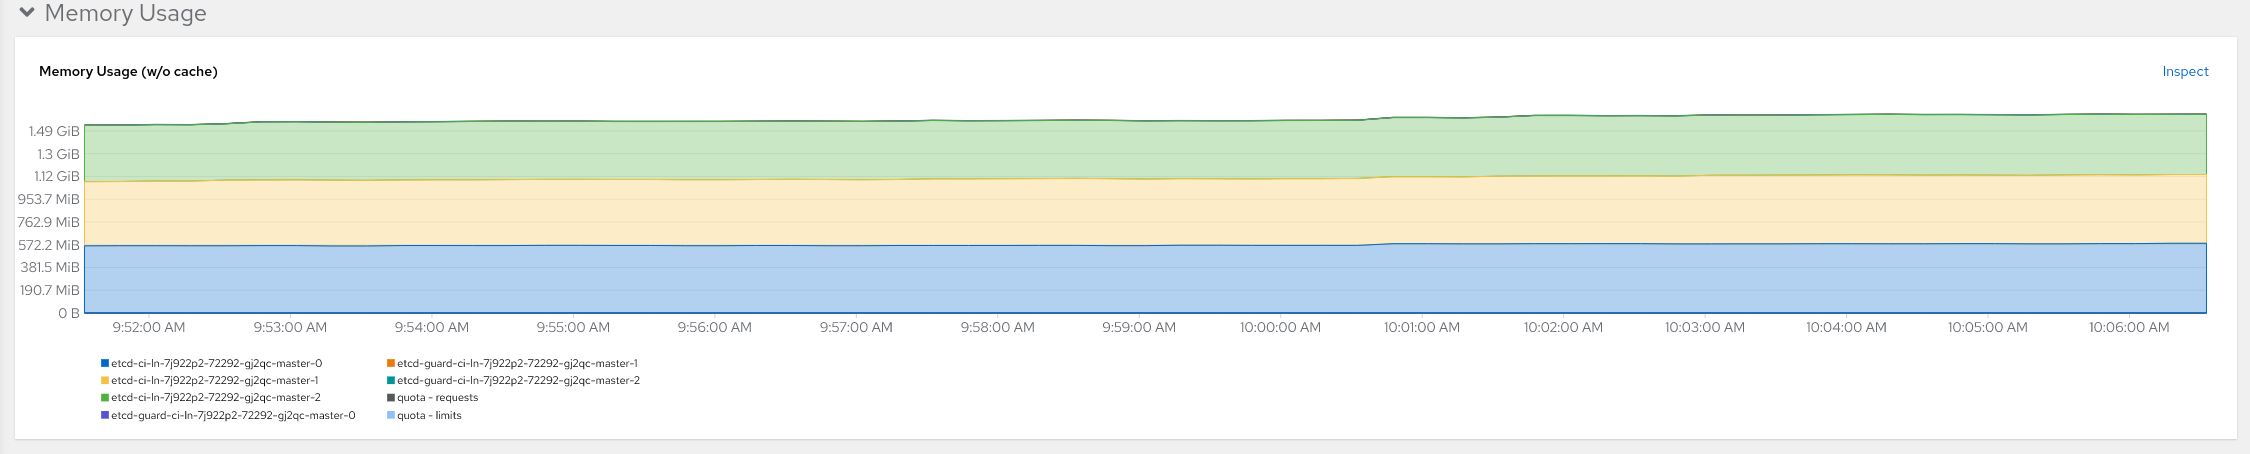 Memory Usage
Memory Usage (w/o cache)
Inspect
1.49 GiB
1.3 GiB
1.12 GiB
953.7 MiB
762.9 MiB
572.2 MiB
381.5 MiB
190.7 MiB
0 B
9:52:00 AM 9:53:00 AM 9:54:00 AM 9:55:00 AM 9:56:00 AM 9:57:00 AM 9:58:00 AM 9:59:00 AM 10:00:00 AM 10:01:00 AM 10:02:00 AM 10:03:00 AM 10:04:00 AM 10:05:00 AM 10:06:00 AM
etcd-ci-ln-7j922p2-72292-gj2qc-master-0
etcd-ci-ln-7j922p2-72292-gj2qc-master-1
etcd-ci-ln-7j922p2-72292-gj2qc-master-2
etcd-guard-ci-ln-7j922p2-72292-gj2qc-master-0
etcd-guard-ci-ln-7j922p2-72292-gj2qc-master-1
etcd-guard-ci-ln-7j922p2-72292-gj2qc-master-2
quota - requests
quota - limits